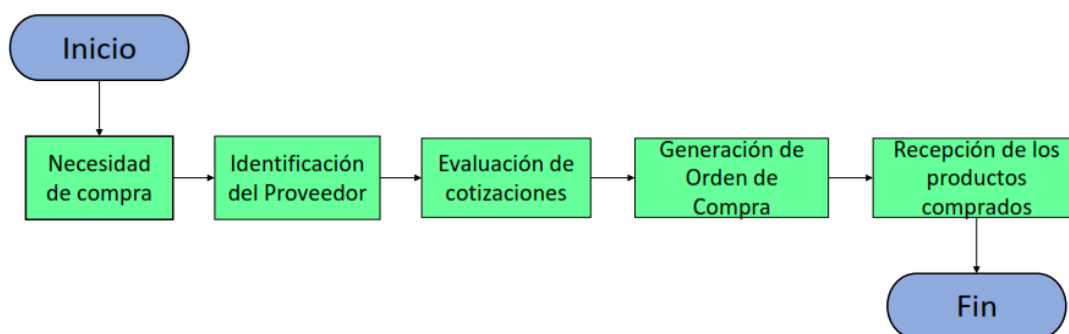 Inicio
Necesidad
de compra
Identificación
del Proveedor
Evaluación de
cotizaciones
Generación de
Orden de
Compra
Recepción de los
productos
comprados
Fin